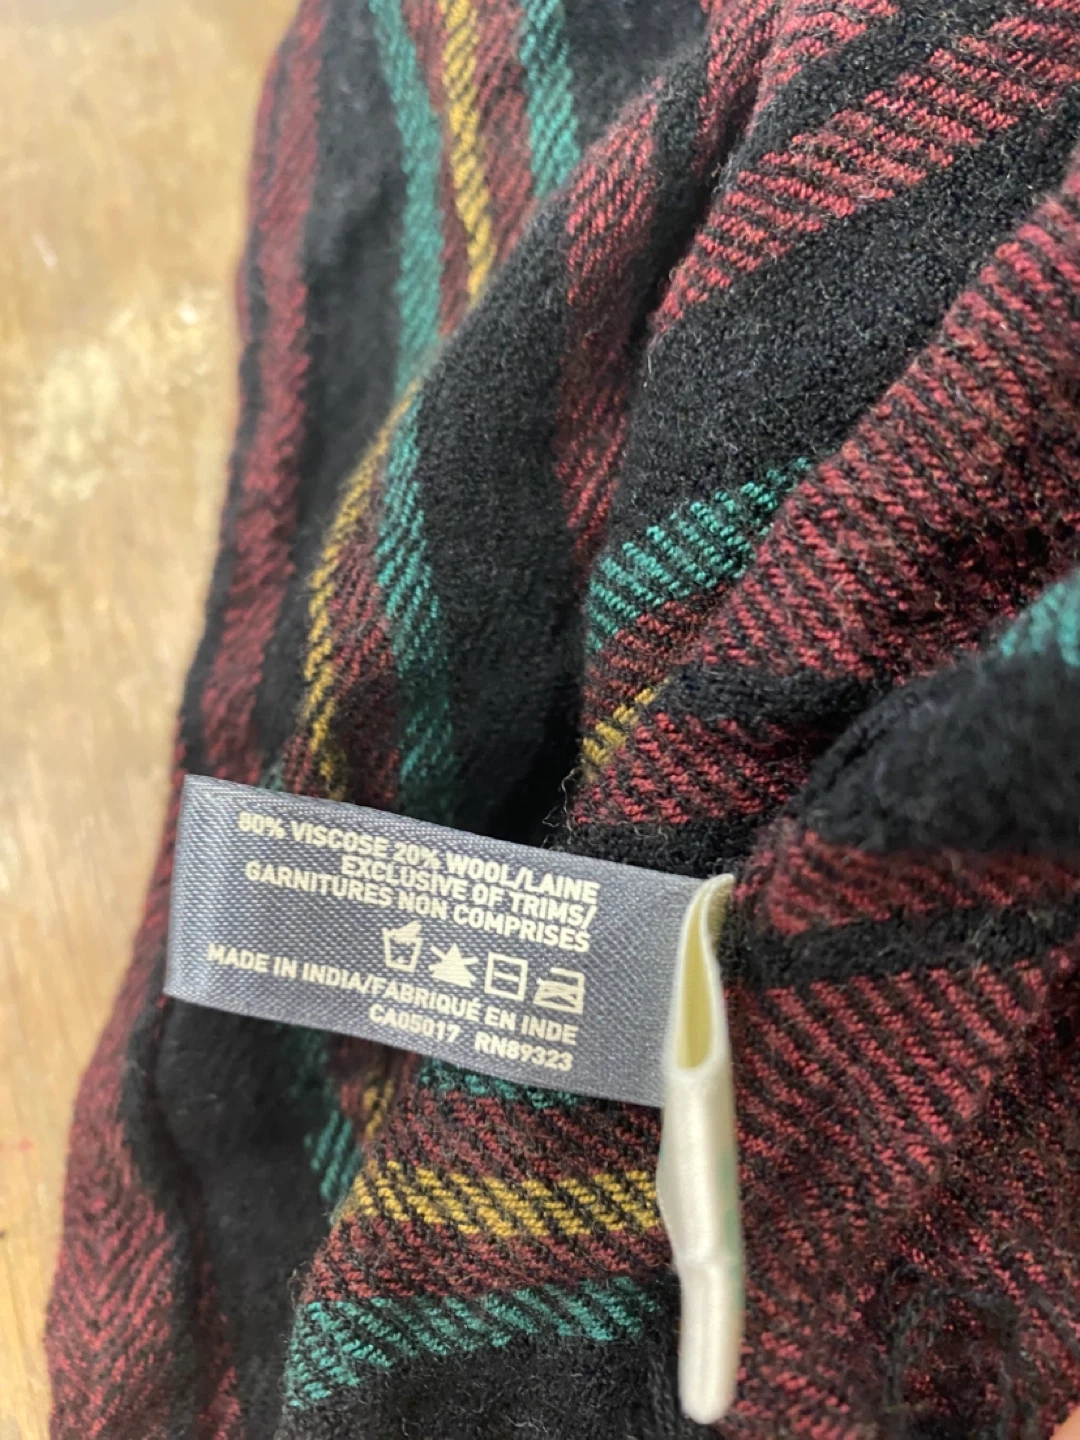 80% VISCOSE 20% WOOL/LAINE
EXCLUSIVE OF TRIMS/
GARNITURES NON COMPRISES
MADE IN INDIA/FABRIQUÉ EN INDE
CA05017 RN89323